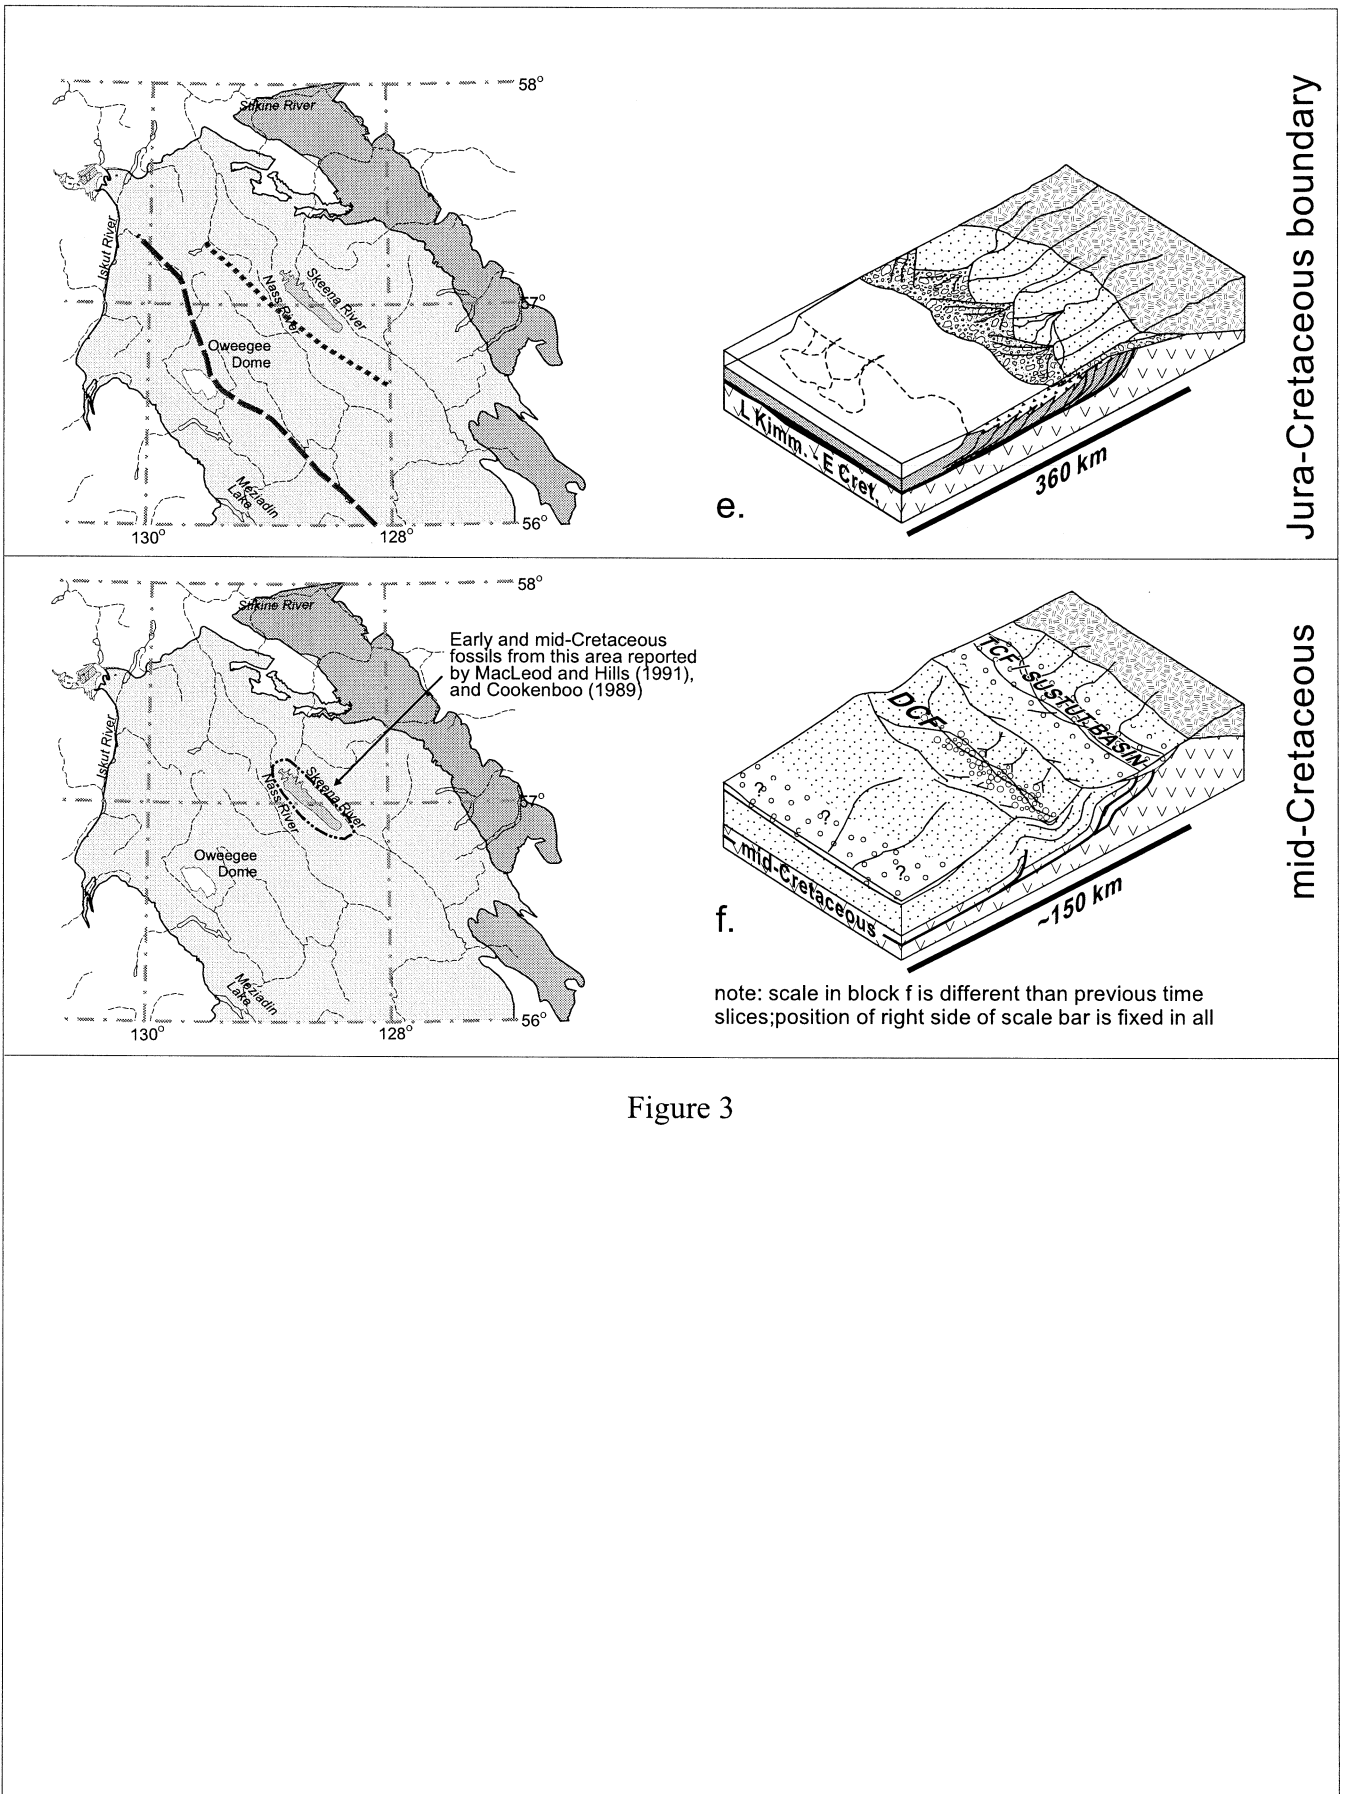 58°
Stikine River
Iskut River
Nass River
Skeena River
57°
Oweegee
Dome
Meziadin
Lake
56°
130°
128°
L Kimm. - E Cret.
360 km
e.
Jura-Cretaceous boundary
58°
Stikine River
Early and mid-Cretaceous
fossils from this area reported
by MacLeod and Hills (1991),
and Cookenboo (1989)
Iskut River
Nass River
Skeena River
57°
Oweegee
Dome
Meziadin
Lake
56°
130°
128°
TCF/-SUSTUT BASIN
DCF
?
?
?
mid-Cretaceous
~150 km
f.
note: scale in block f is different than previous time
slices;position of right side of scale bar is fixed in all
mid-Cretaceous
Figure 3